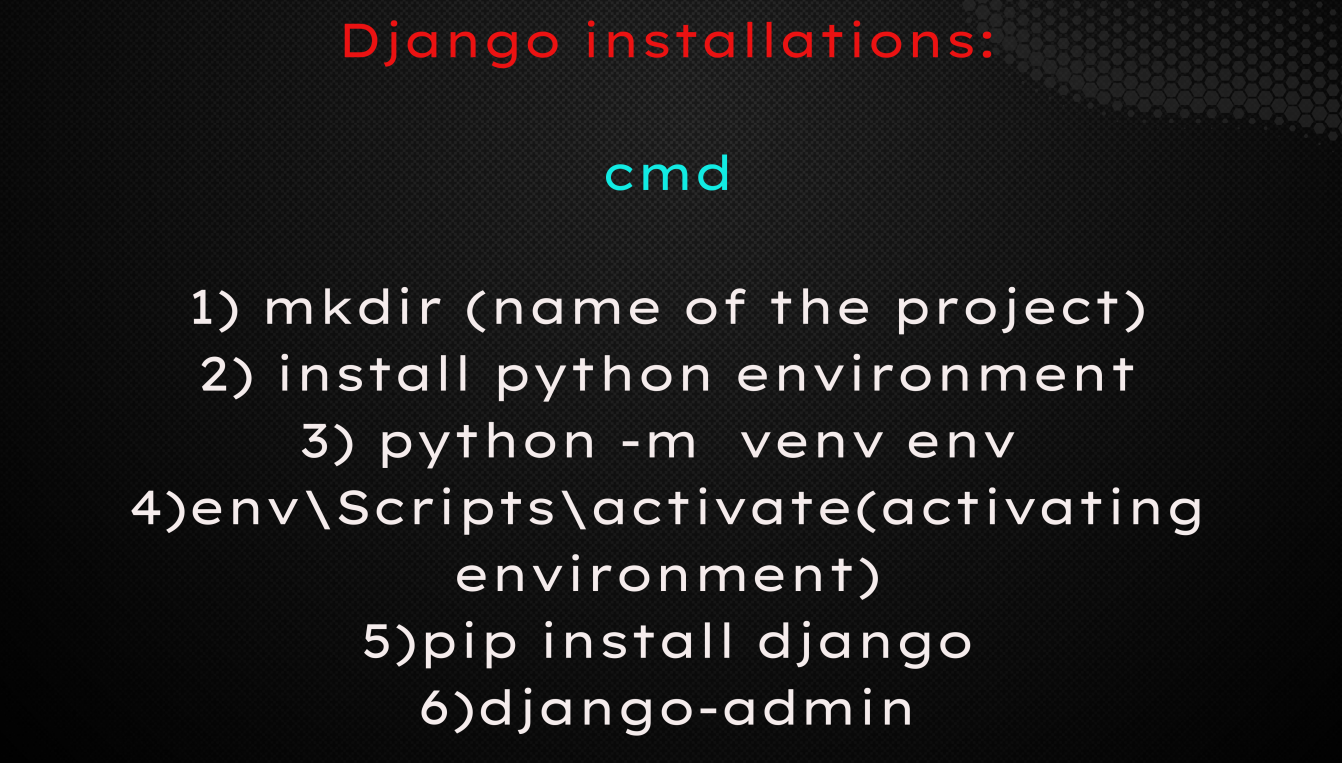 Django installations:
cmd
1) mkdir (name of the project)
2) install python environment
3) python -m  venv env
4)env\Scripts\activate(activating
environment)
5)pip install django
6)django-admin